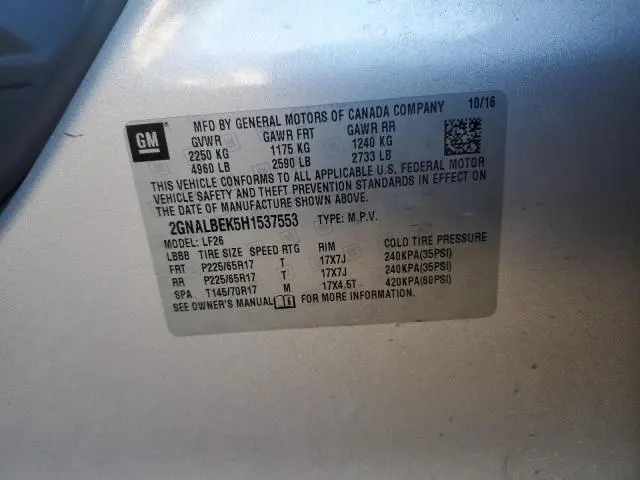 MFD BY GENERAL MOTORS OF CANADA COMPANY 10/16
GM
GVWR GAWR FRT GAWR RR
2250 KG 1175 KG 1240 KG
4960 LB 2590 LB 2733 LB
THIS VEHICLE CONFORMS TO ALL APPLICABLE U.S. FEDERAL MOTOR
VEHICLE SAFETY AND THEFT PREVENTION STANDARDS IN EFFECT ON
THE DATE OF MANUFACTURE SHOWN ABOVE.
2GNALBEK5H1537553 TYPE: M.P.V.
MODEL: LF26
LBBB TIRE SIZE SPEED RTG RIM COLD TIRE PRESSURE
FRT P225/65R17 T 17X7J 240KPA(35PSI)
RR P225/65R17 T 17X7J 240KPA(35PSI)
SPA T145/70R17 M 17X4.5T 420KPA(60PSI)
SEE OWNER'S MANUAL FOR MORE INFORMATION.